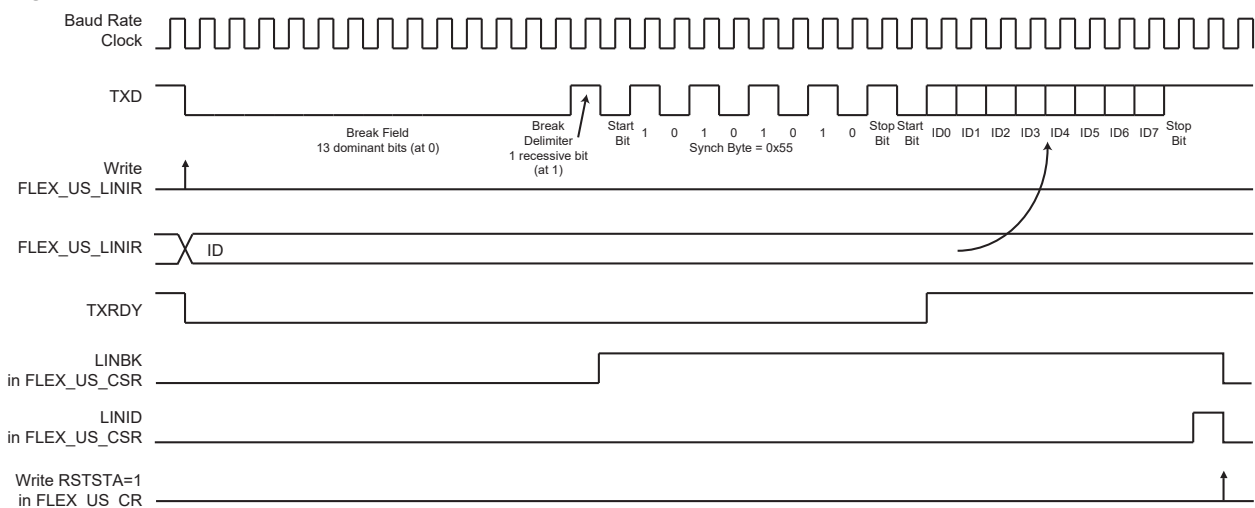 Baud Rate
Clock
TXD
Break Field
13 dominant bits (at 0)
Break
Delimiter
1 recessive bit
(at 1)
Start
Bit
1 0 1 0 1 0 1 0
Synch Byte = 0x55
Stop
Bit
Start
Bit
ID0 ID1 ID2 ID3 ID4 ID5 ID6 ID7
Stop
Bit
Write
FLEX_US_LINIR
FLEX_US_LINIR
ID
TXRDY
LINBK
in FLEX_US_CSR
LINID
in FLEX_US_CSR
Write RSTSTA=1
in FLEX_US_CR